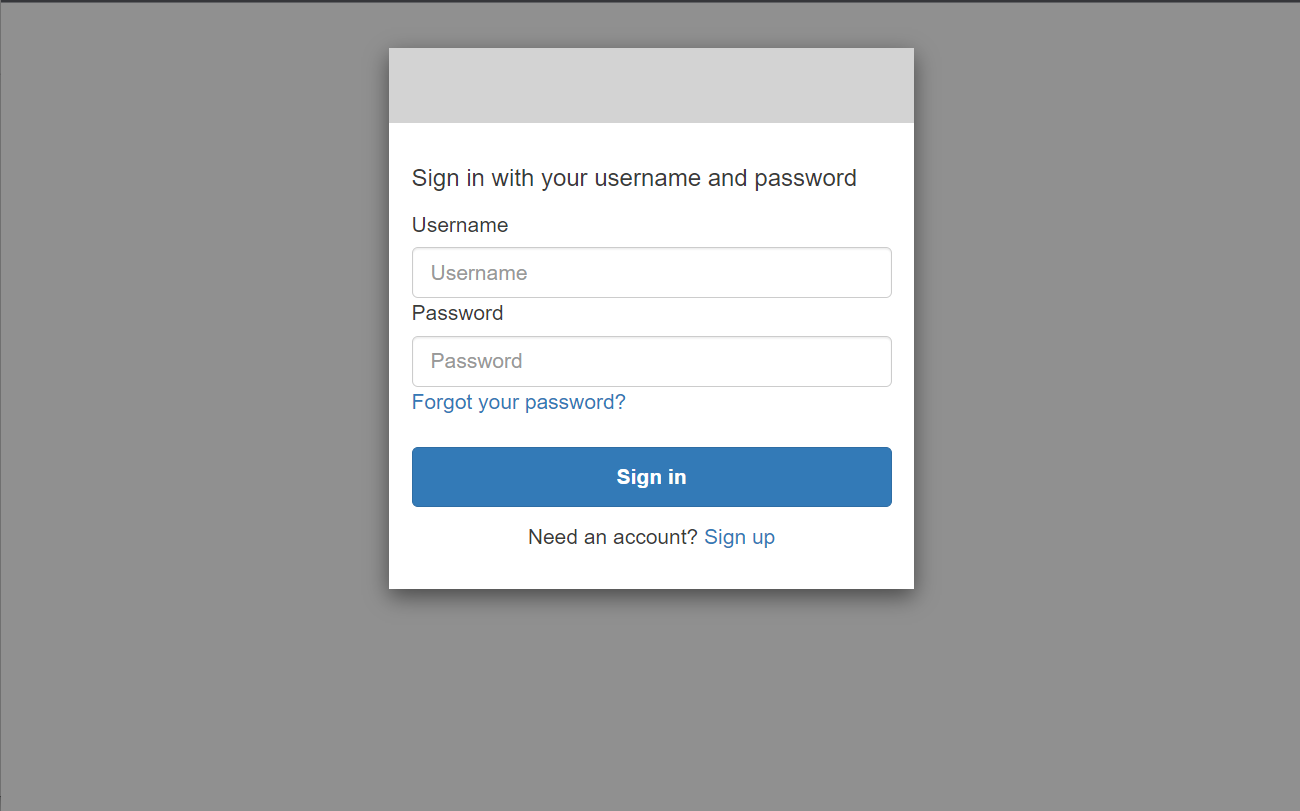 Sign in with your username and password
Username
Username
Password
Password
Forgot your password?
Sign in
Need an account? Sign up